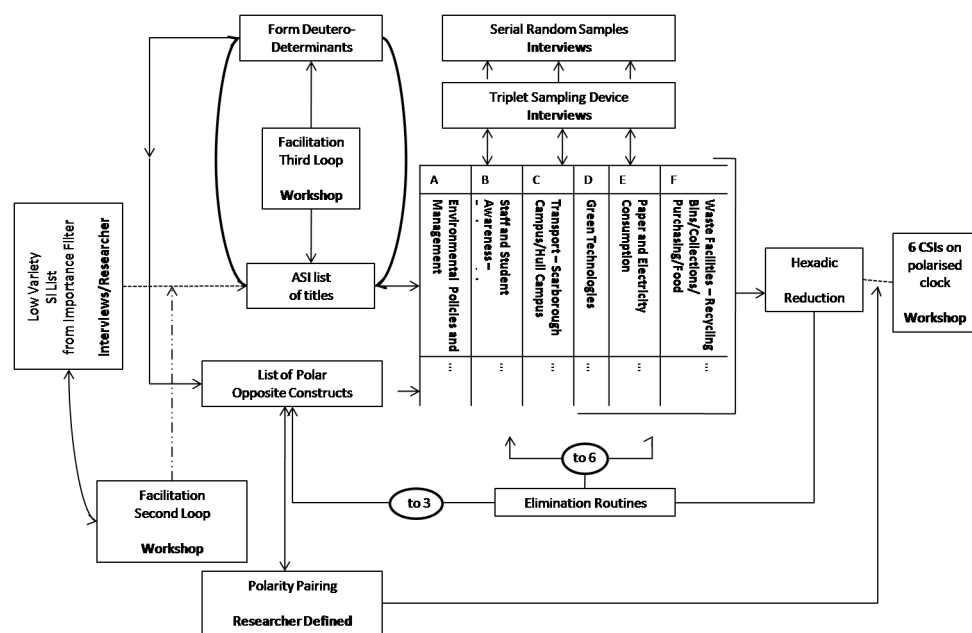 Form Deutero-
Determinants
Serial Random Samples
Interviews
Triplet Sampling Device
Interviews
Facilitation
Third Loop
Workshop
A
B
C
D
E
F
Environmental Policies and
Management
...
Staff and Student
Awareness –
...
Transport – Scarborough
Campus/Hull Campus
...
Green Technologies
...
Paper and Electricity
Consumption
...
Waste Facilities – Recycling
Bins/Collections/
Purchasing/Food
...
Low Variety
SI List
from Importance Filter
Interviews/Researcher
ASI list
of titles
Hexadic
Reduction
6 CSIs on
polarised
clock
Workshop
List of Polar
Opposite Constructs
to 6
to 3
Elimination Routines
Facilitation
Second Loop
Workshop
Polarity Pairing
Researcher Defined